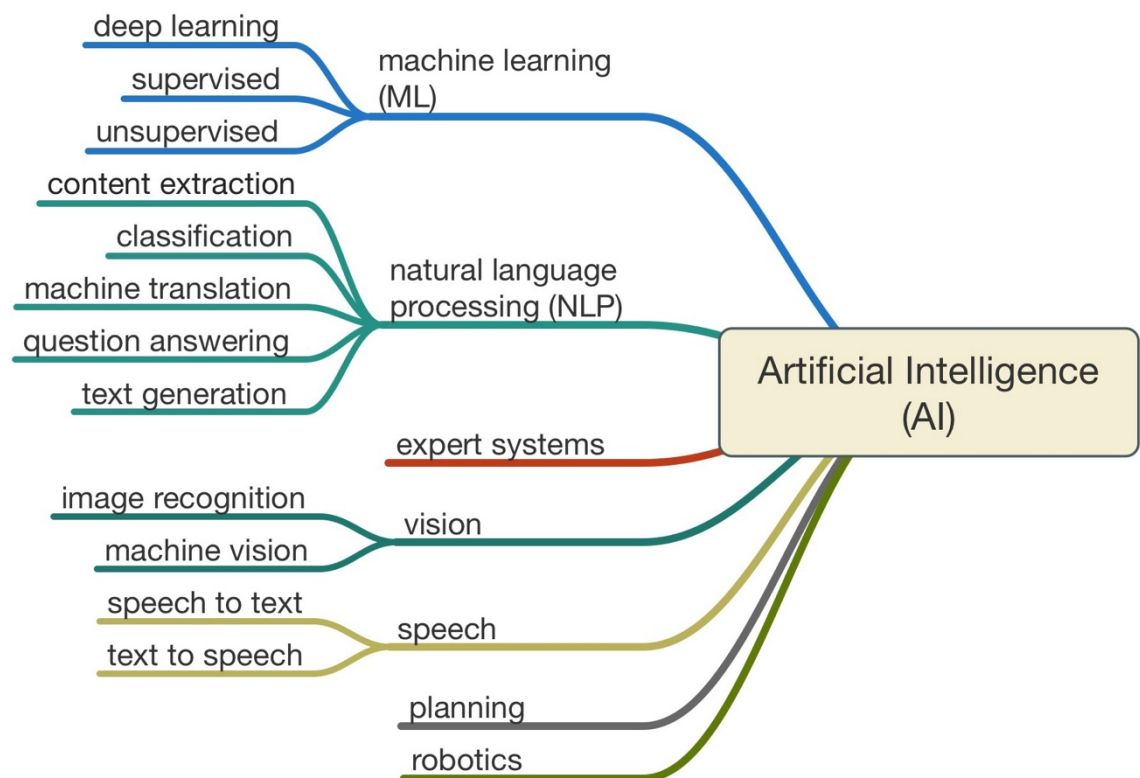 deep learning
supervised
unsupervised
machine learning
(ML)
content extraction
classification
machine translation
question answering
text generation
natural language
processing (NLP)
expert systems
image recognition
machine vision
vision
speech to text
text to speech
speech
planning
robotics
Artificial Intelligence
(AI)